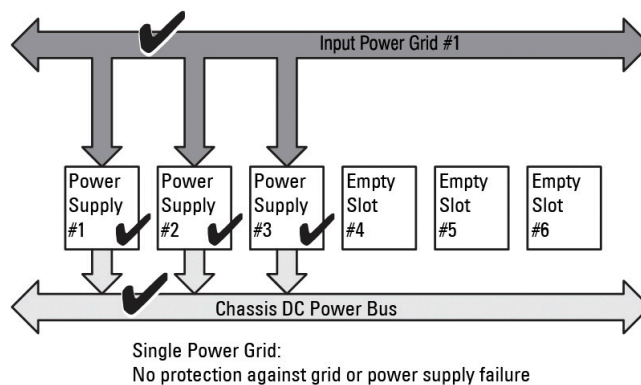 Input Power Grid #1
Power
Supply
#1
Power
Supply
#2
Power
Supply
#3
Empty
Slot
#4
Empty
Slot
#5
Empty
Slot
#6
Chassis DC Power Bus
Single Power Grid:
No protection against grid or power supply failure